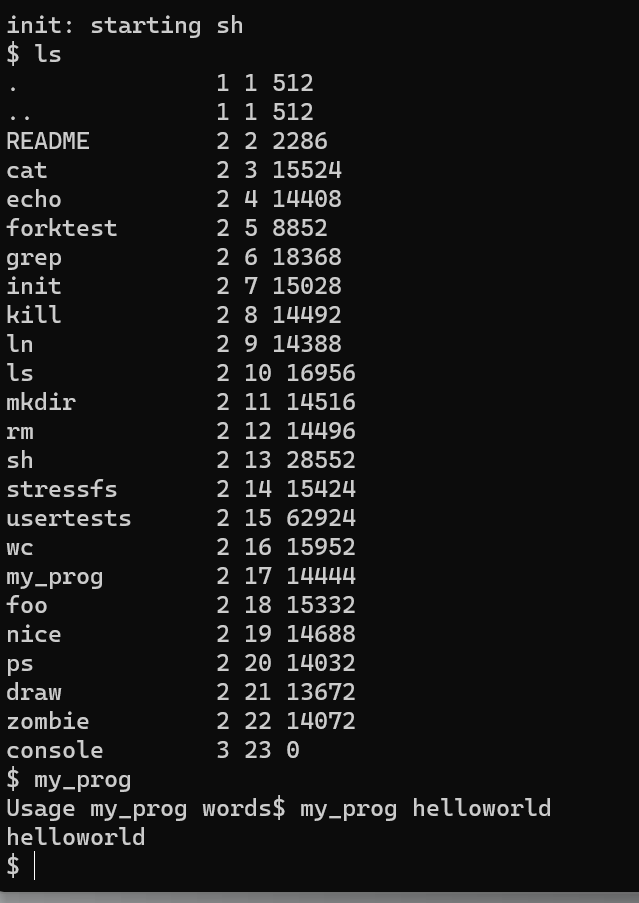 init: starting sh
$ ls
. 1 1 512
.. 1 1 512
README 2 2 2286
cat 2 3 15524
echo 2 4 14408
forktest 2 5 8852
grep 2 6 18368
init 2 7 15028
kill 2 8 14492
ln 2 9 14388
ls 2 10 16956
mkdir 2 11 14516
rm 2 12 14496
sh 2 13 28552
stressfs 2 14 15424
usertests 2 15 62924
wc 2 16 15952
my_prog 2 17 14444
foo 2 18 15332
nice 2 19 14688
ps 2 20 14032
draw 2 21 13672
zombie 2 22 14072
console 3 23 0
$ my_prog
Usage my_prog words$ my_prog helloworld
helloworld
$